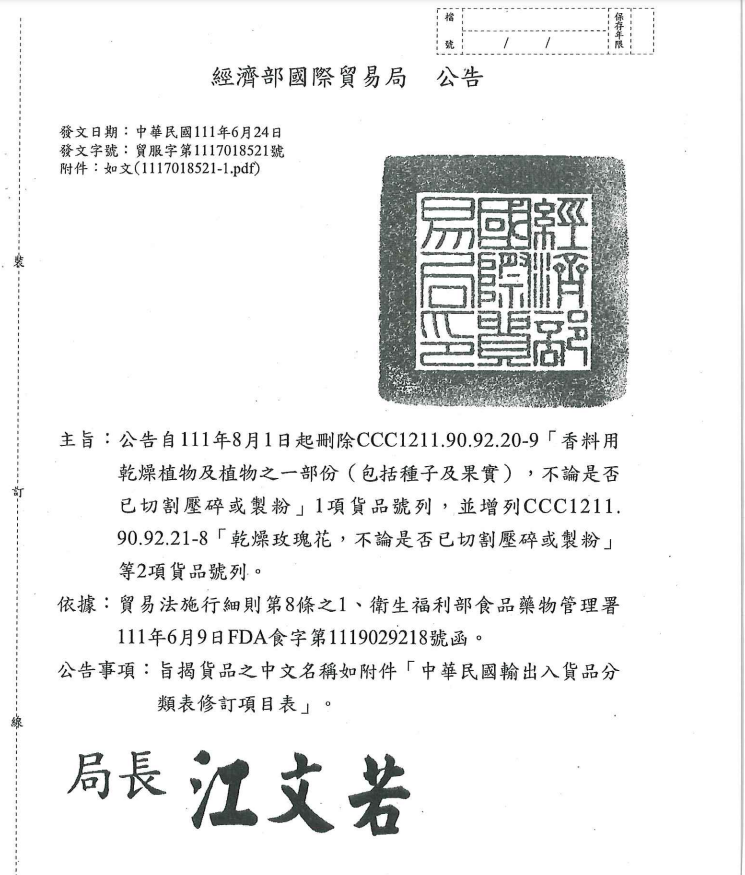 檔
號
/ /
保存年限
經濟部國際貿易局 公告
發文日期：中華民國111年6月24日
發文字號：貿服字第1117018521號
附件：如文(1117018521-1.pdf)
經濟部
國際貿
易局印
主旨：公告自111年8月1日起刪除CCC1211.90.92.20-9「香料用
乾燥植物及植物之一部份（包括種子及果實），不論是否
已切割壓碎或製粉」1項貨品號列，並增列CCC1211.
90.92.21-8「乾燥玫瑰花，不論是否已切割壓碎或製粉」
等2項貨品號列。
依據：貿易法施行細則第8條之1、衛生福利部食品藥物管理署
111年6月9日FDA食字第1119029218號函。
公告事項：旨揭貨品之中文名稱如附件「中華民國輸出入貨品分
類表修訂項目表」。
局長 江文若
裝
訂
線